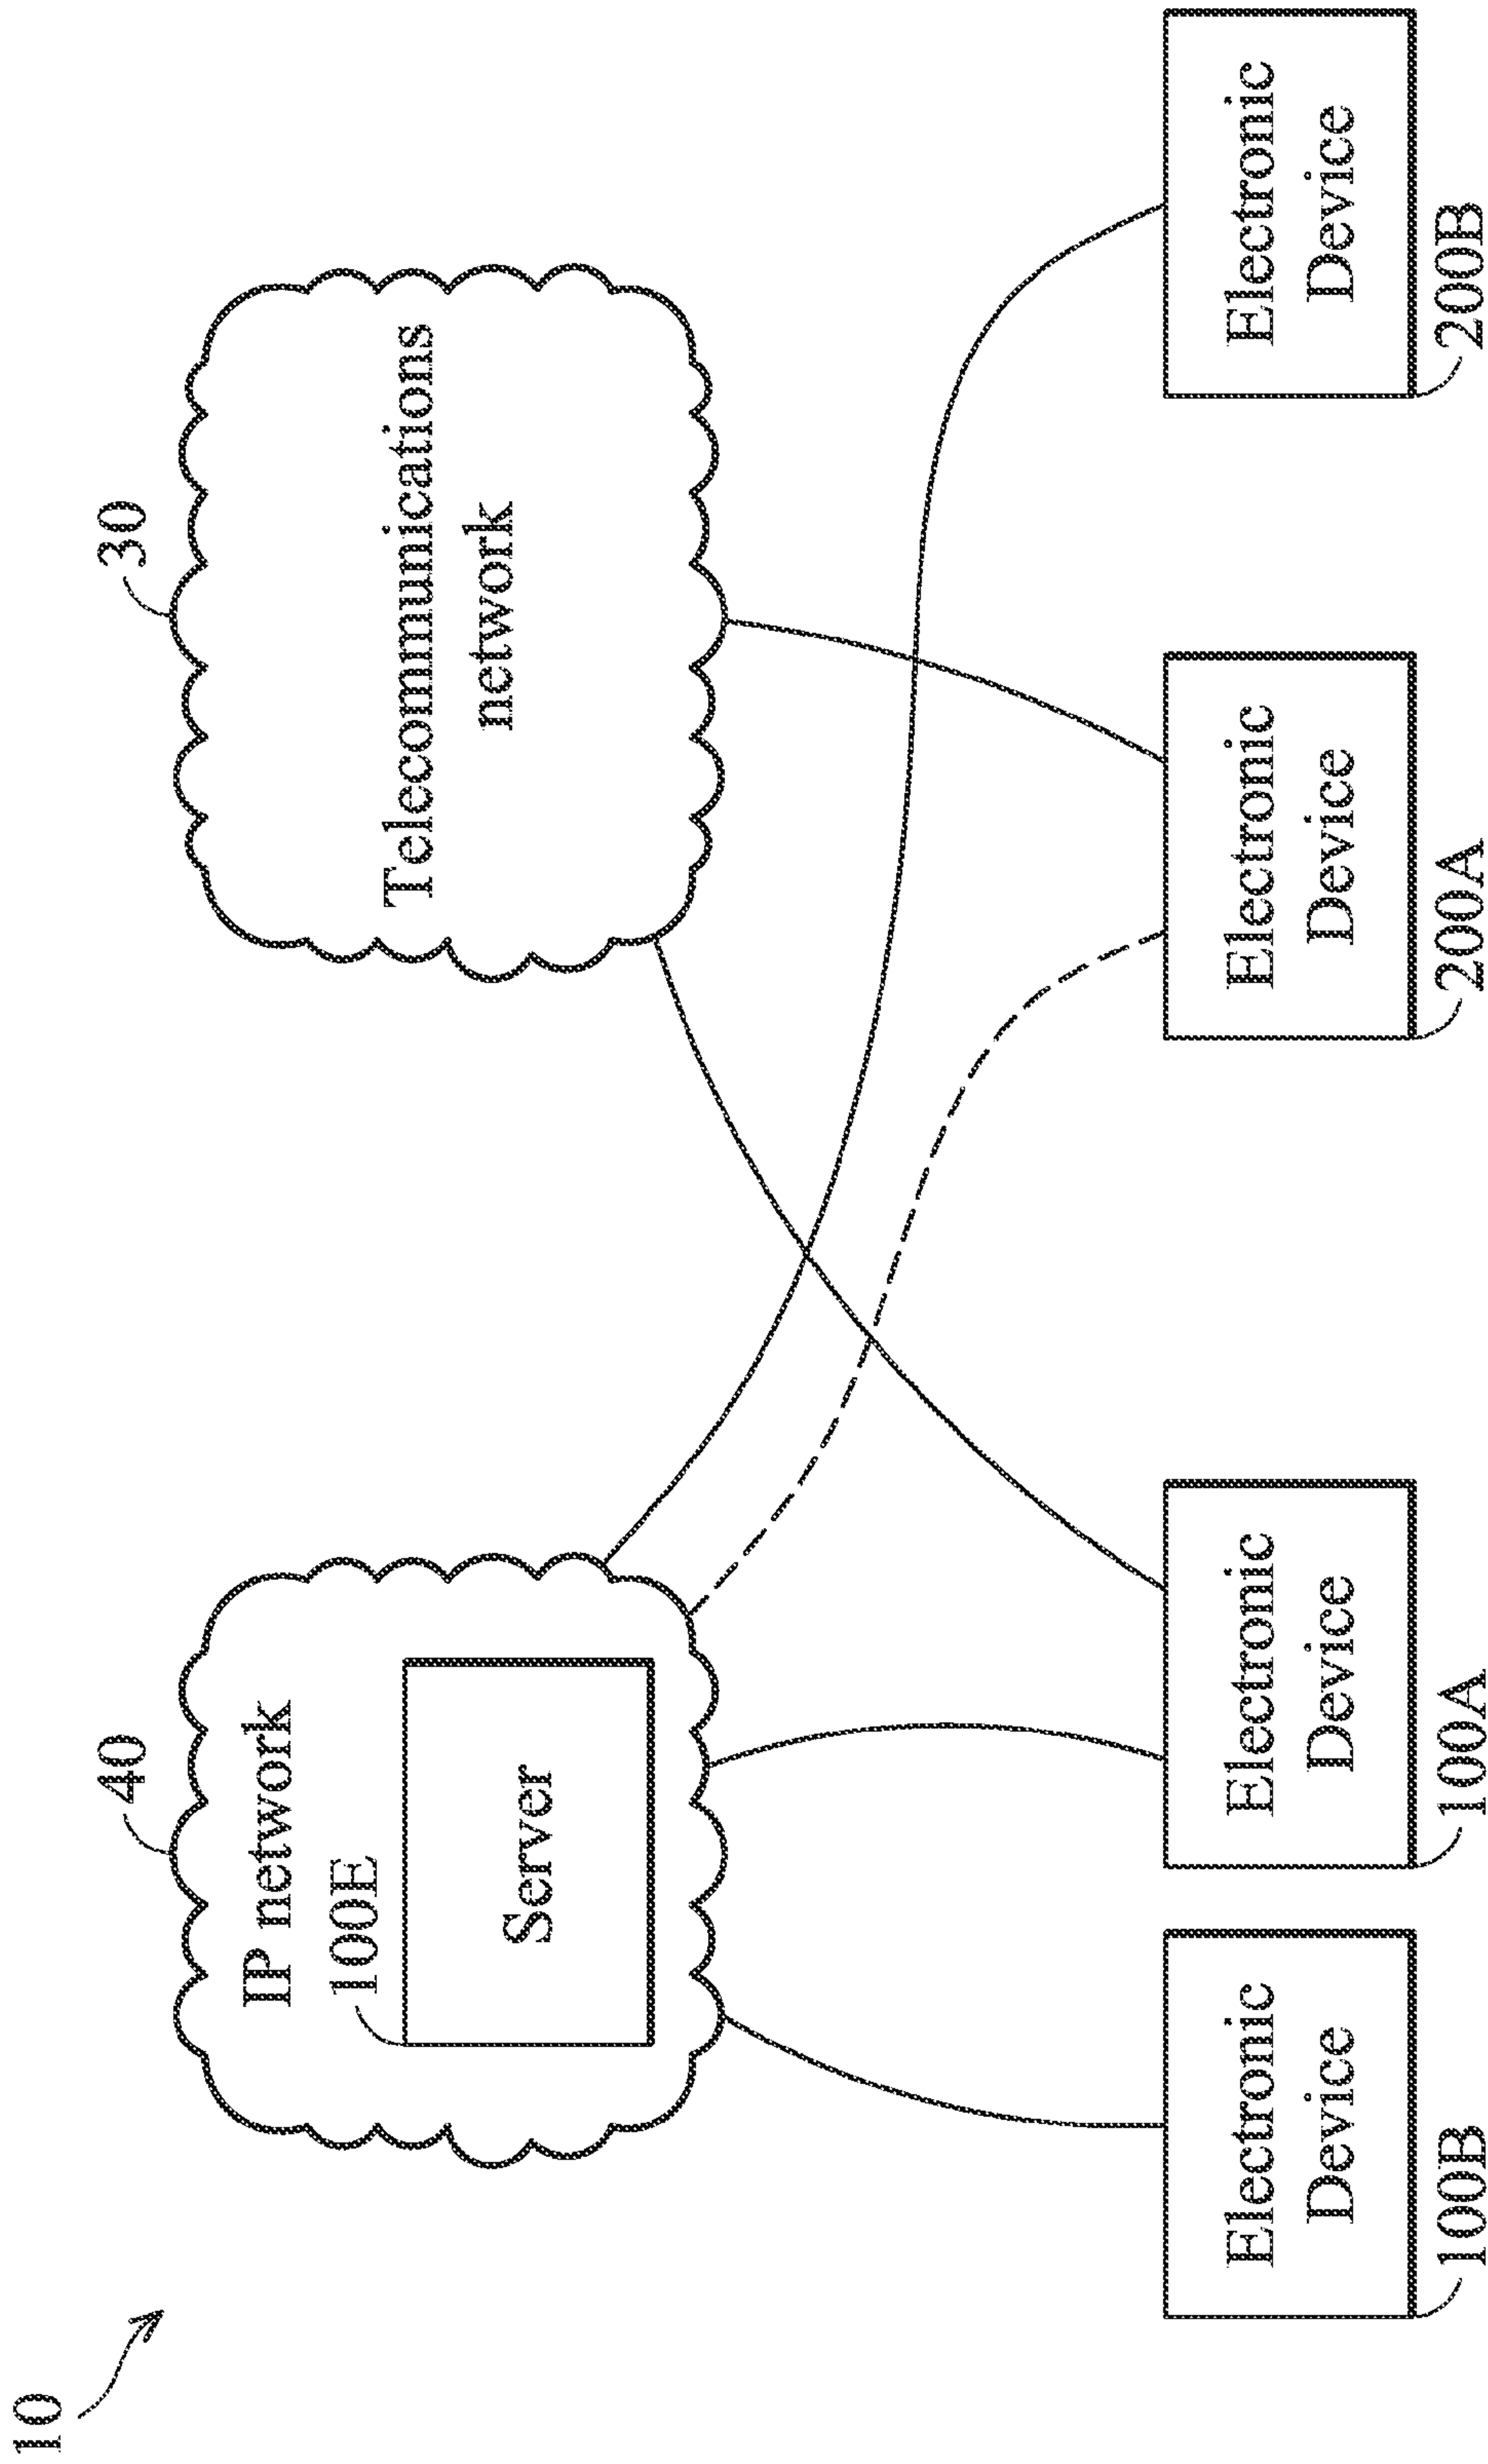 10
40
30
IP network
100E
Server
Telecommunications
network
Electronic
Device
100B
Electronic
Device
100A
Electronic
Device
200A
Electronic
Device
200B